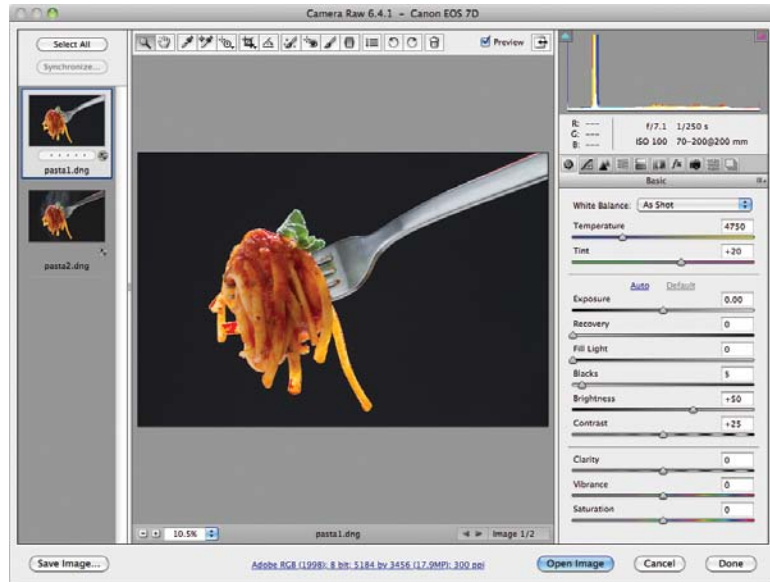 Camera Raw 6.4.1 – Canon EOS 7D
Select All
Synchronize...
pasta1.dng
pasta2.dng
Preview
R: ---
G: ---
B: ---
f/7.1 1/250 s
ISO 100 70-200@200 mm
Basic
White Balance: As Shot
Temperature 4750
Tint +20
Auto Default
Exposure 0.00
Recovery 0
Fill Light 0
Blacks 5
Brightness +50
Contrast +25
Clarity 0
Vibrance 0
Saturation 0
10.5%
pasta1.dng
Image 1/2
Save Image...
Adobe RGB (1998); 8 bit; 5184 by 3456 (17.9MP); 300 ppi
Open Image
Cancel
Done